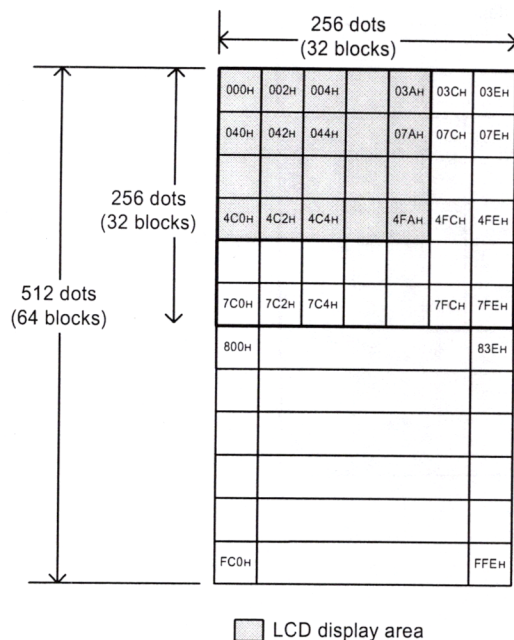 256 dots
(32 blocks)
000H 002H 004H 03AH 03CH 03EH
040H 042H 044H 07AH 07CH 07EH
256 dots
(32 blocks)
4C0H 4C2H 4C4H 4FAH 4FCH 4FEH
512 dots
(64 blocks)
7C0H 7C2H 7C4H 7FCH 7FEH
800H 83EH
FC0H FFEH
LCD display area